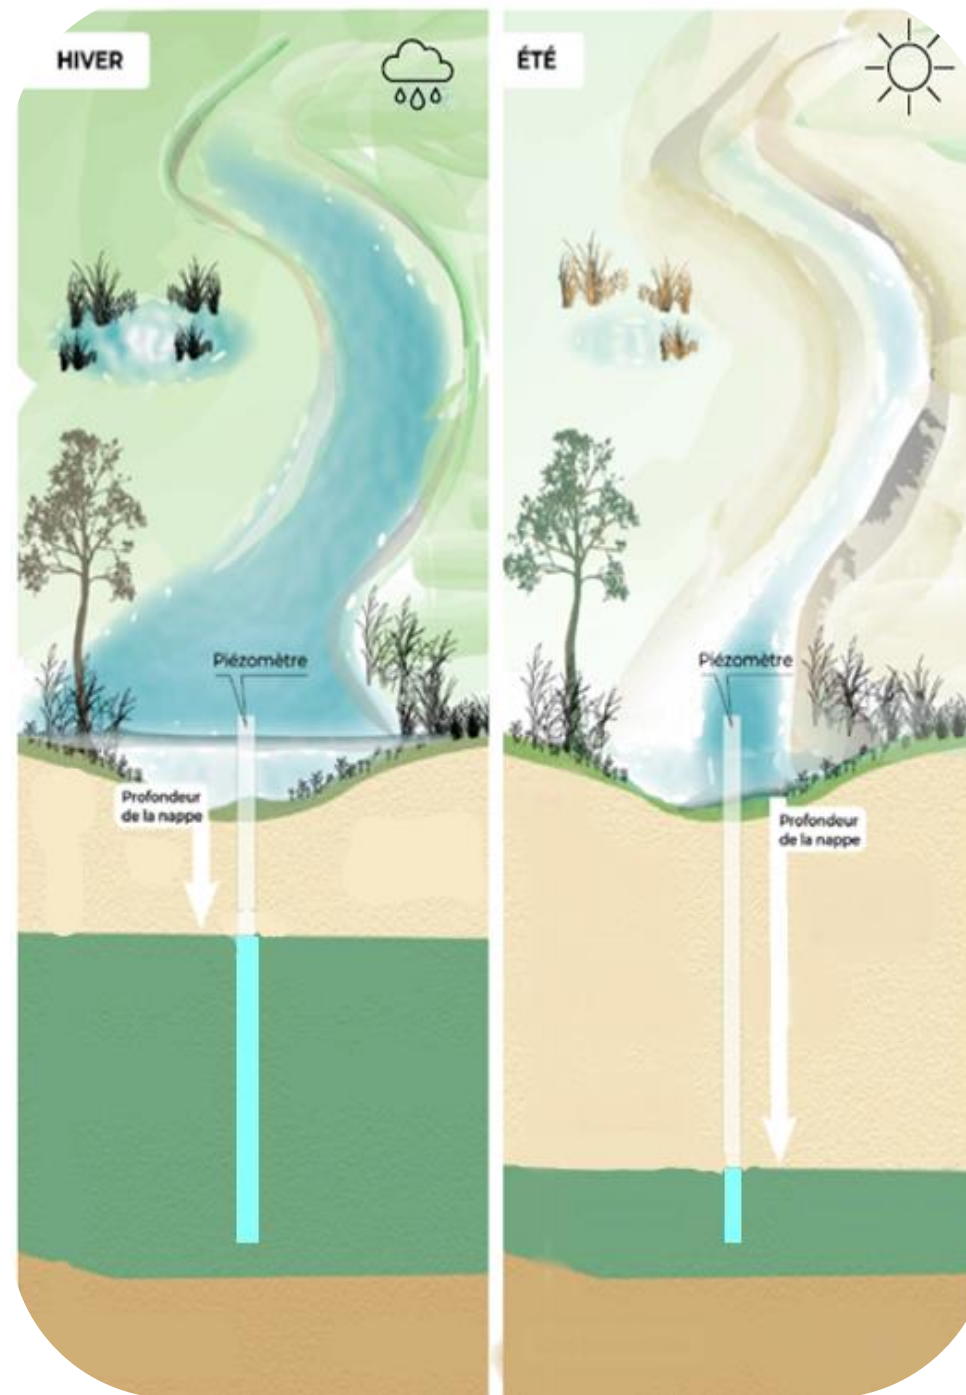 HIVER
ÉTÉ
Piézomètre
Piézomètre
Profondeur
de la nappe
Profondeur
de la nappe